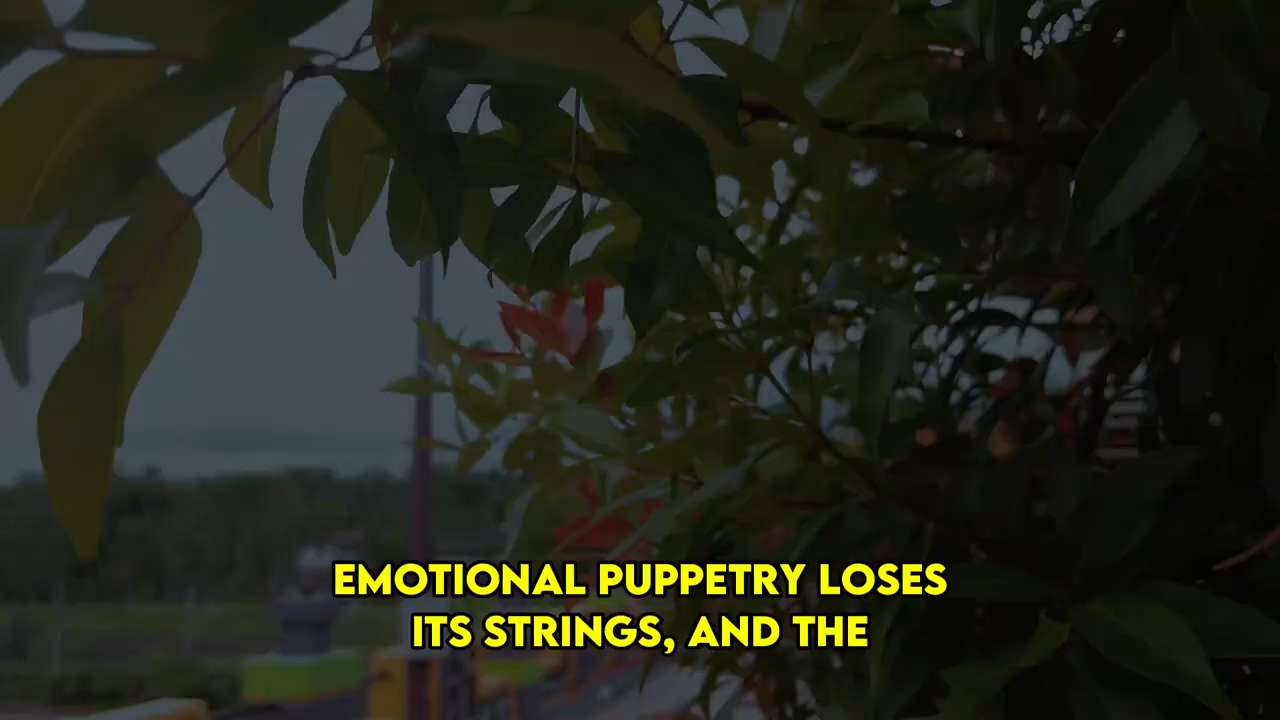 EMOTIONAL PUPPETRY LOSES
ITS STRINGS, AND THE